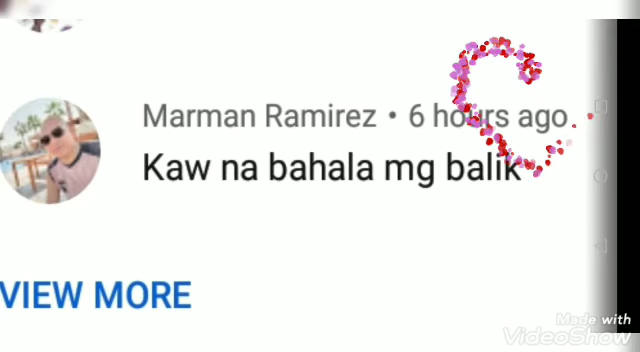 Marman Ramirez • 6 hours ago
Kaw na bahala mg balik
VIEW MORE
Made with
VideoShow